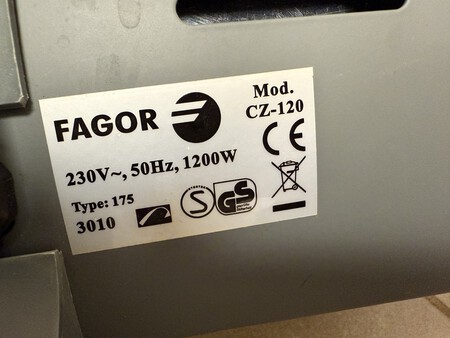 FAGOR
Mod.
CZ-120
CE
230V~, 50Hz, 1200W
Type: 175
3010
S
GS